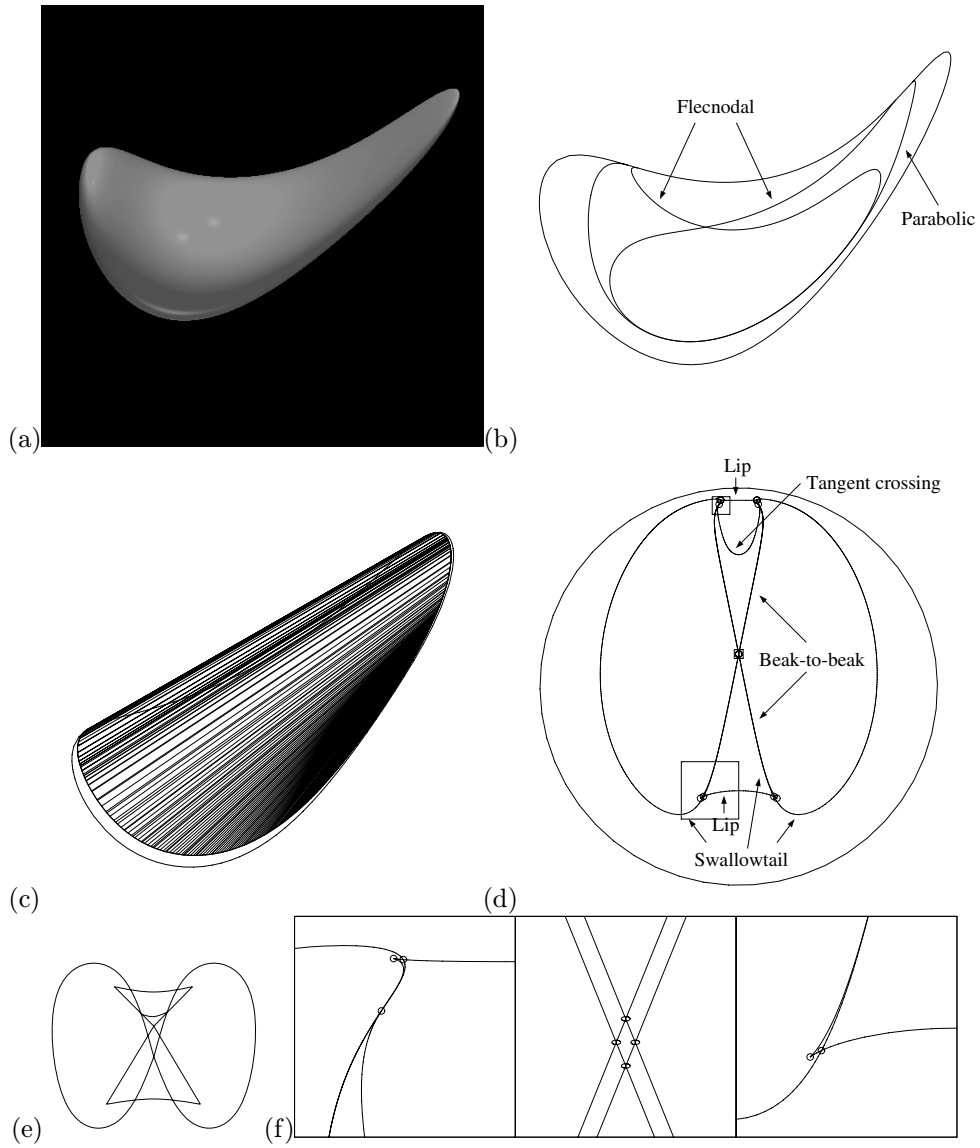 Flecnodal
Parabolic
(a)
(b)
Lip
Tangent crossing
Beak-to-beak
Lip
Swallowtail
(c)
(d)
(e)
(f)